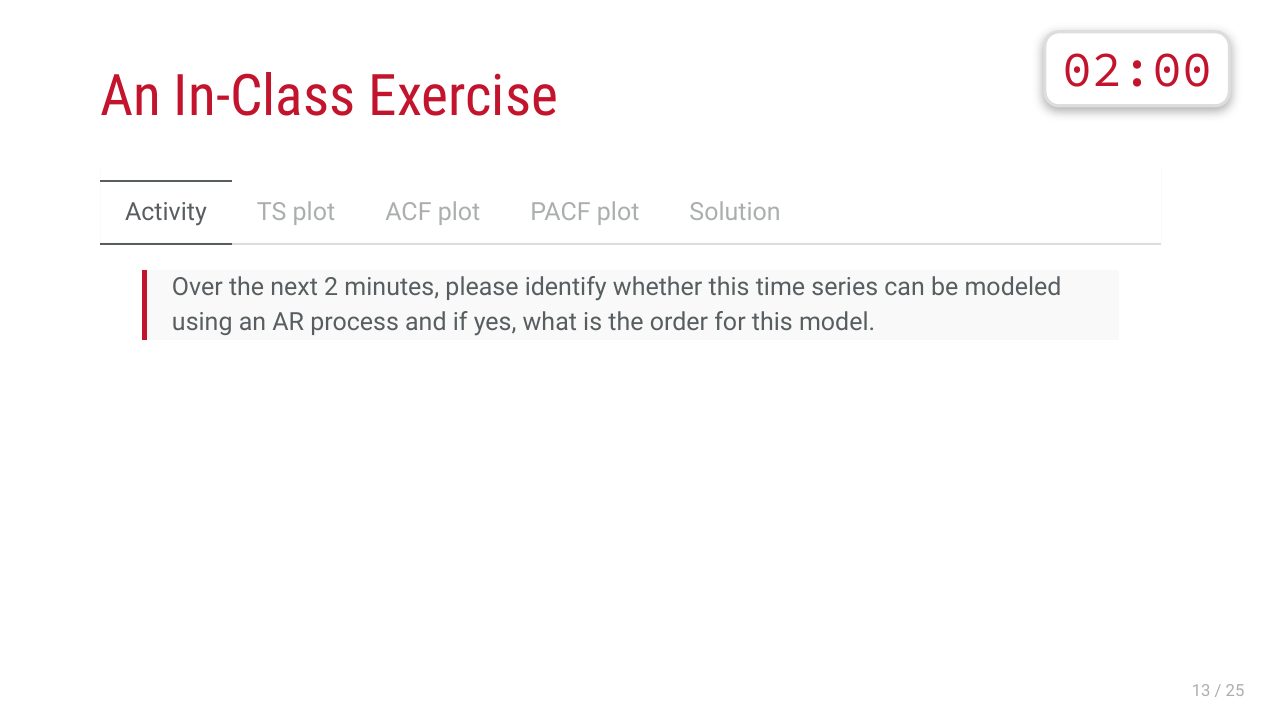 An In-Class Exercise
02:00
Activity TS plot ACF plot PACF plot Solution
Over the next 2 minutes, please identify whether this time series can be modeled
using an AR process and if yes, what is the order for this model.
13 / 25